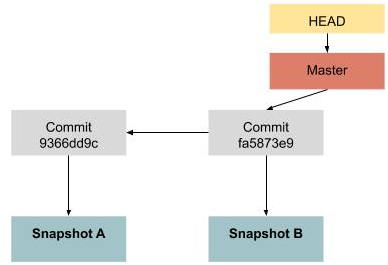 HEAD
Master
Commit
9366dd9c
Commit
fa5873e9
Snapshot A
Snapshot B